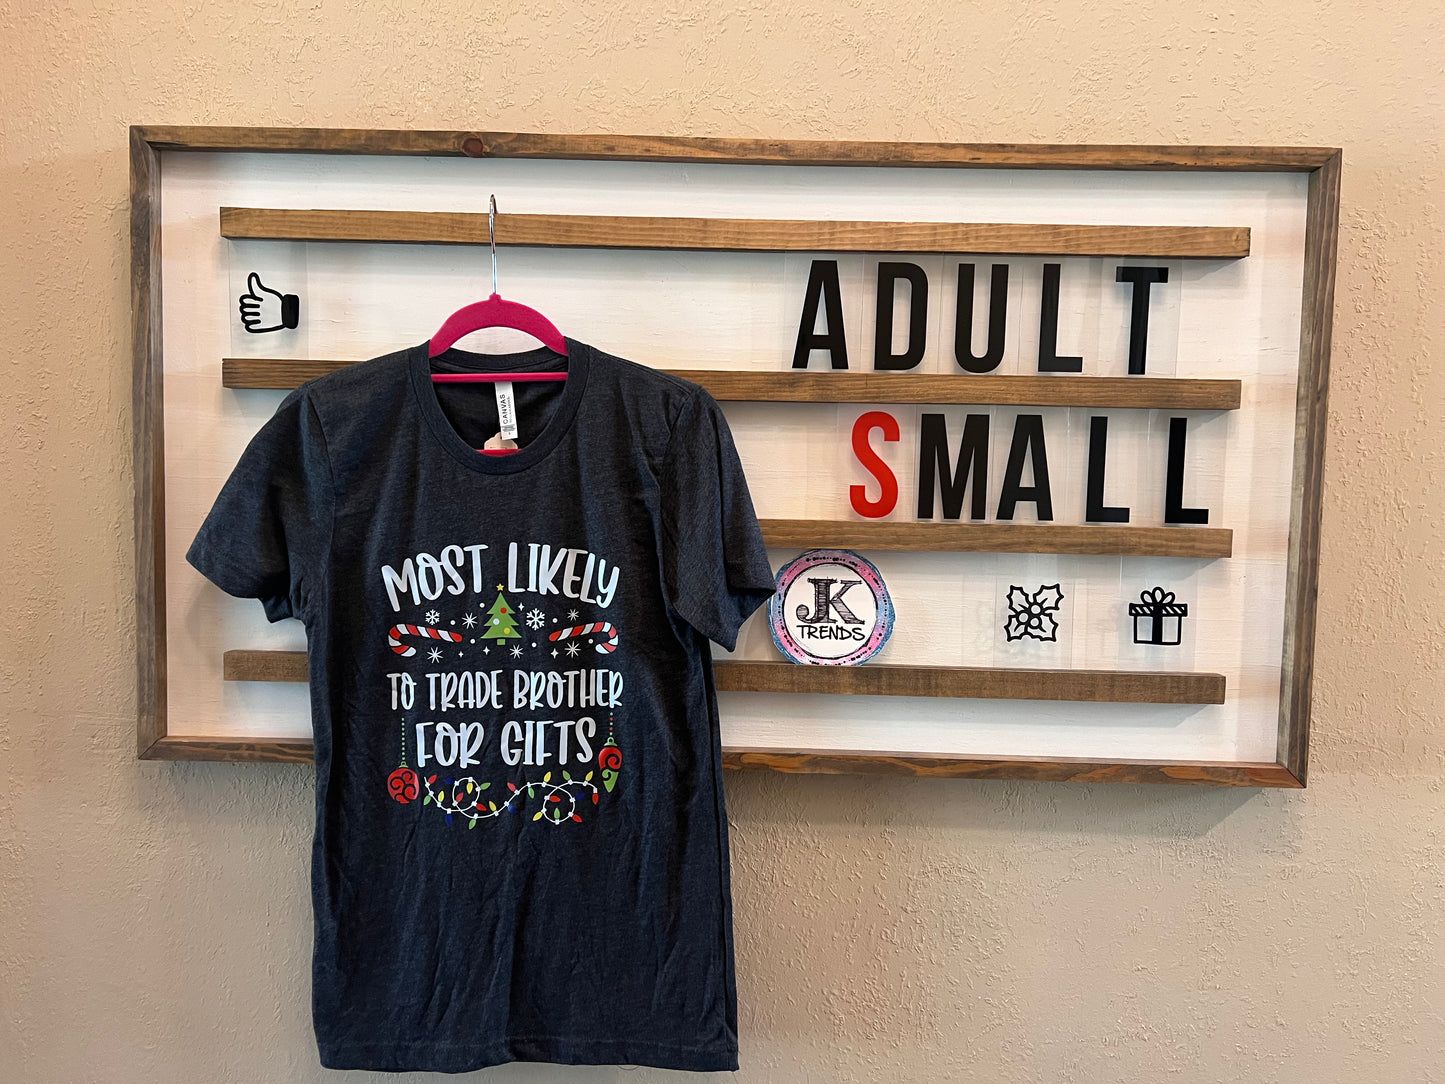 ADULT
SMALL
CANVAS
MOST LIKELY
TO TRADE BROTHER
FOR GIFTS
JK
TRENDS